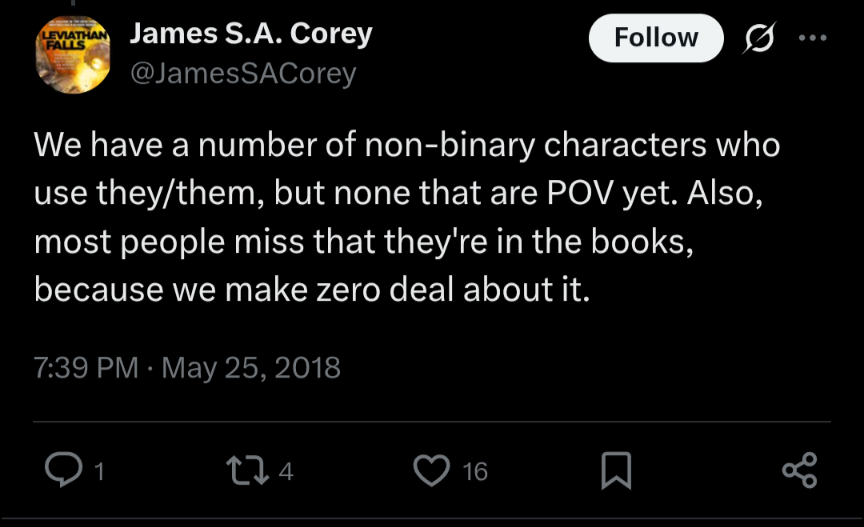 LEVIATHAN
FALLS
James S.A. Corey
@JamesSACorey
Follow
We have a number of non-binary characters who
use they/them, but none that are POV yet. Also,
most people miss that they're in the books,
because we make zero deal about it.
7:39 PM · May 25, 2018
1
4
16